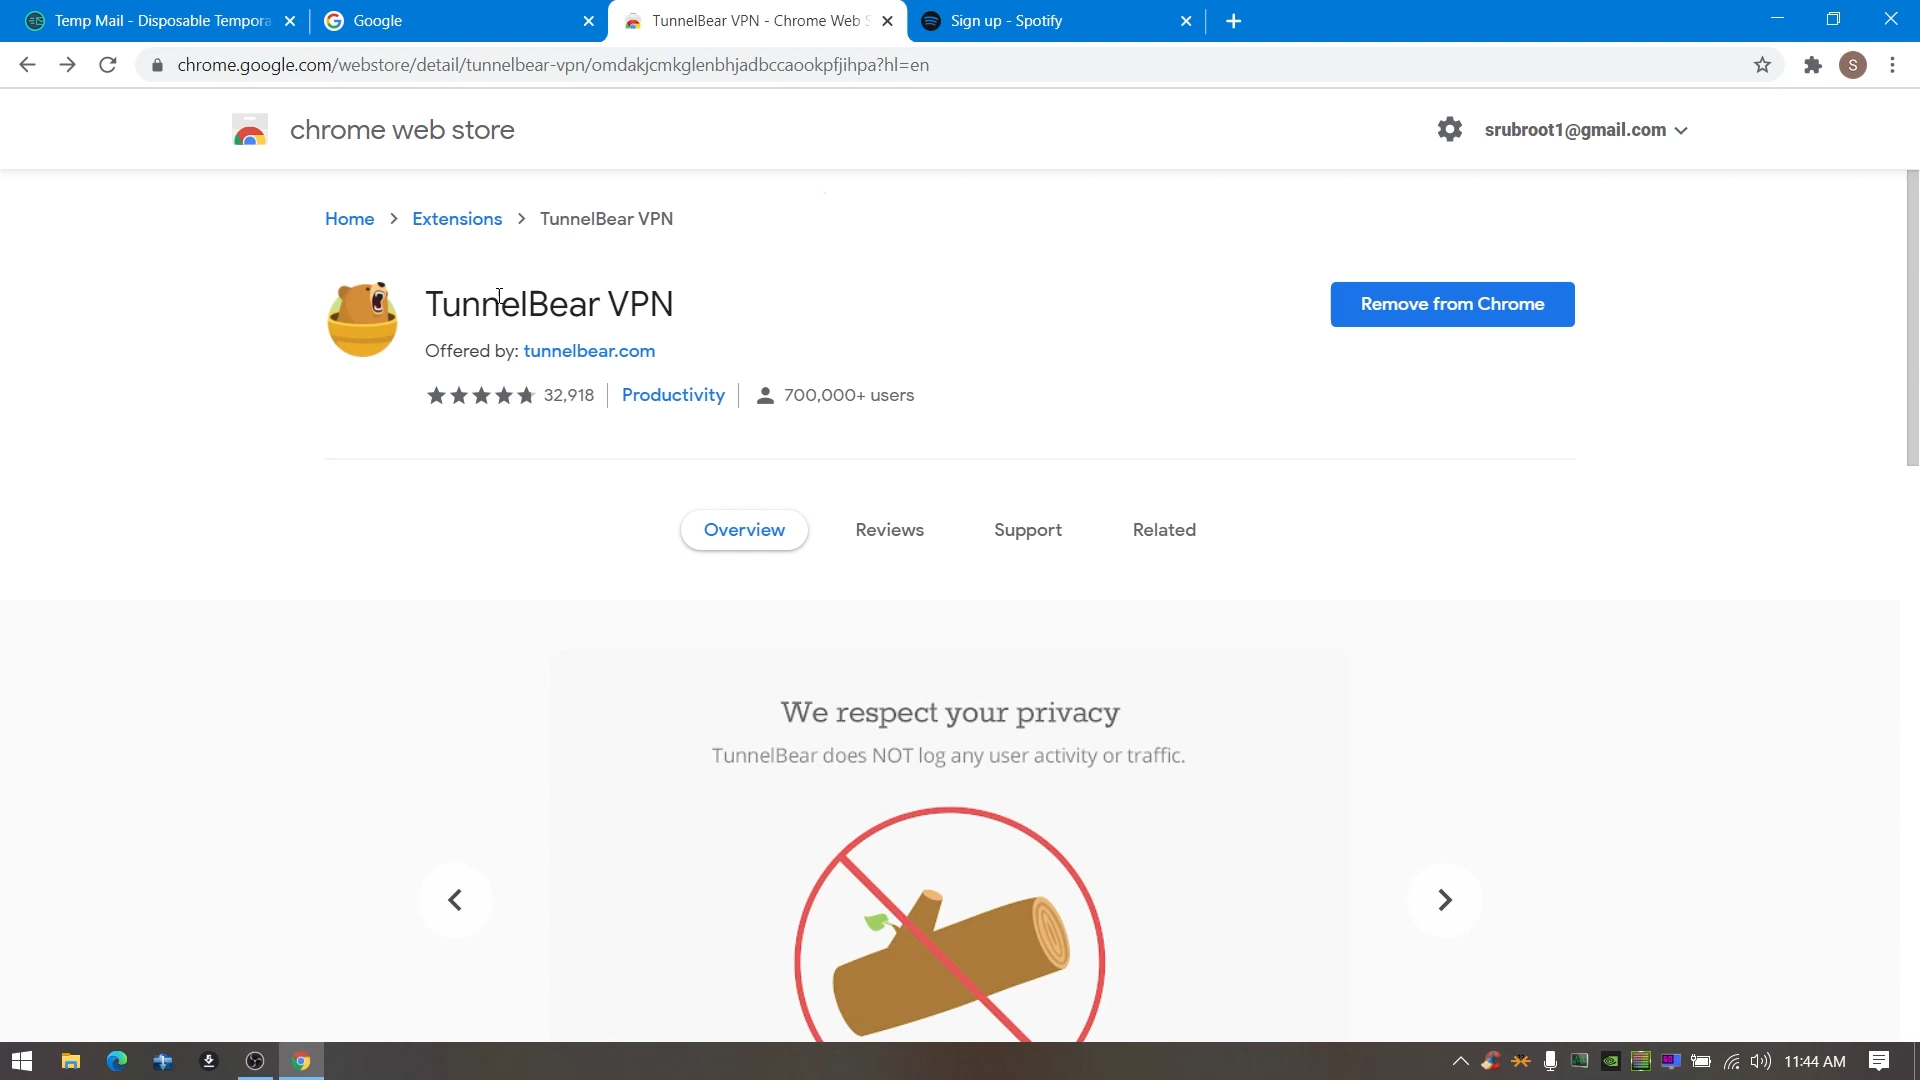 Temp Mail - Disposable Tempora
Google
TunnelBear VPN - Chrome Web S
Sign up - Spotify
chrome.google.com/webstore/detail/tunnelbear-vpn/omdakjcmkglenbhjadbccaookpfjihpa?hl=en
S
chrome web store
srubroot1@gmail.com
Home > Extensions > TunnelBear VPN
TunnelBear VPN
Remove from Chrome
Offered by: tunnelbear.com
32,918 | Productivity | 700,000+ users
Overview
Reviews
Support
Related
We respect your privacy
TunnelBear does NOT log any user activity or traffic.
11:44 AM